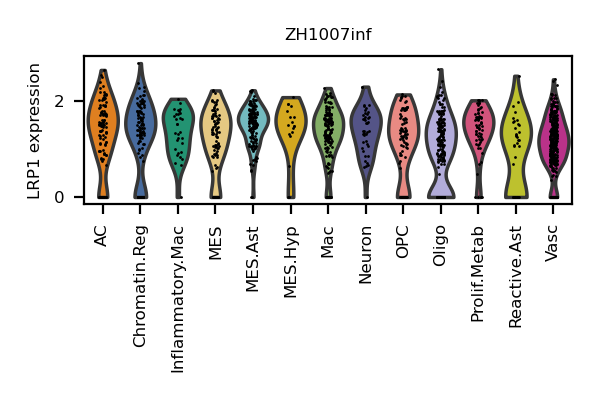 ZH1007inf
LRP1 expression
2
0
AC
Chromatin.Reg
Inflammatory.Mac
MES
MES.Ast
MES.Hyp
Mac
Neuron
OPC
Oligo
Prolif.Metab
Reactive.Ast
Vasc